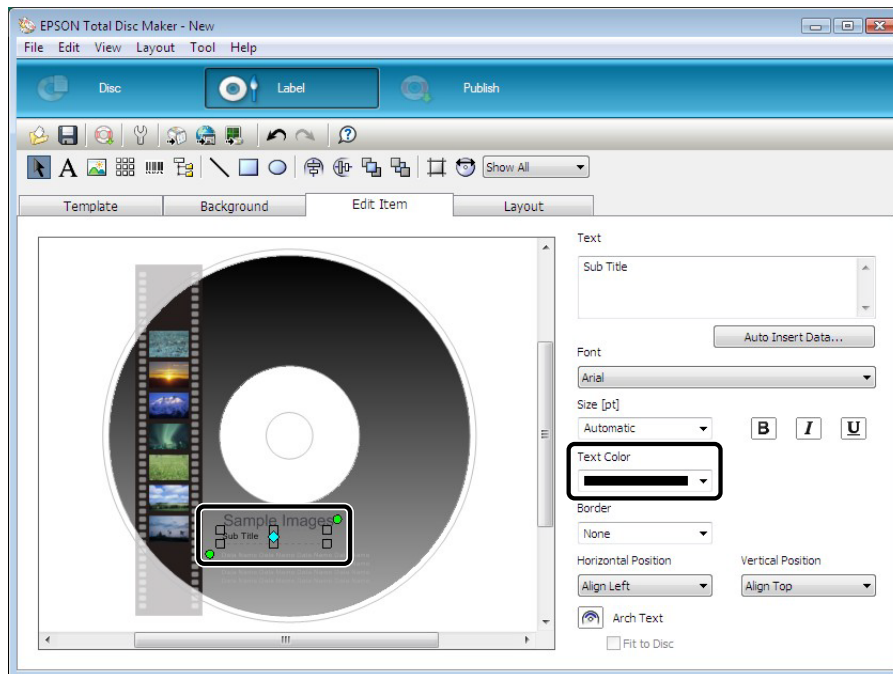 EPSON Total Disc Maker - New
File Edit View Layout Tool Help
Disc Label Publish
A Show All
Template Background Edit Item Layout
Text
Sub Title
Auto Insert Data...
Font
Arial
Size [pt]
Automatic B I U
Text Color
Border
None
Horizontal Position Vertical Position
Align Left Align Top
Arch Text
Fit to Disc
Sample Images
Sub Title